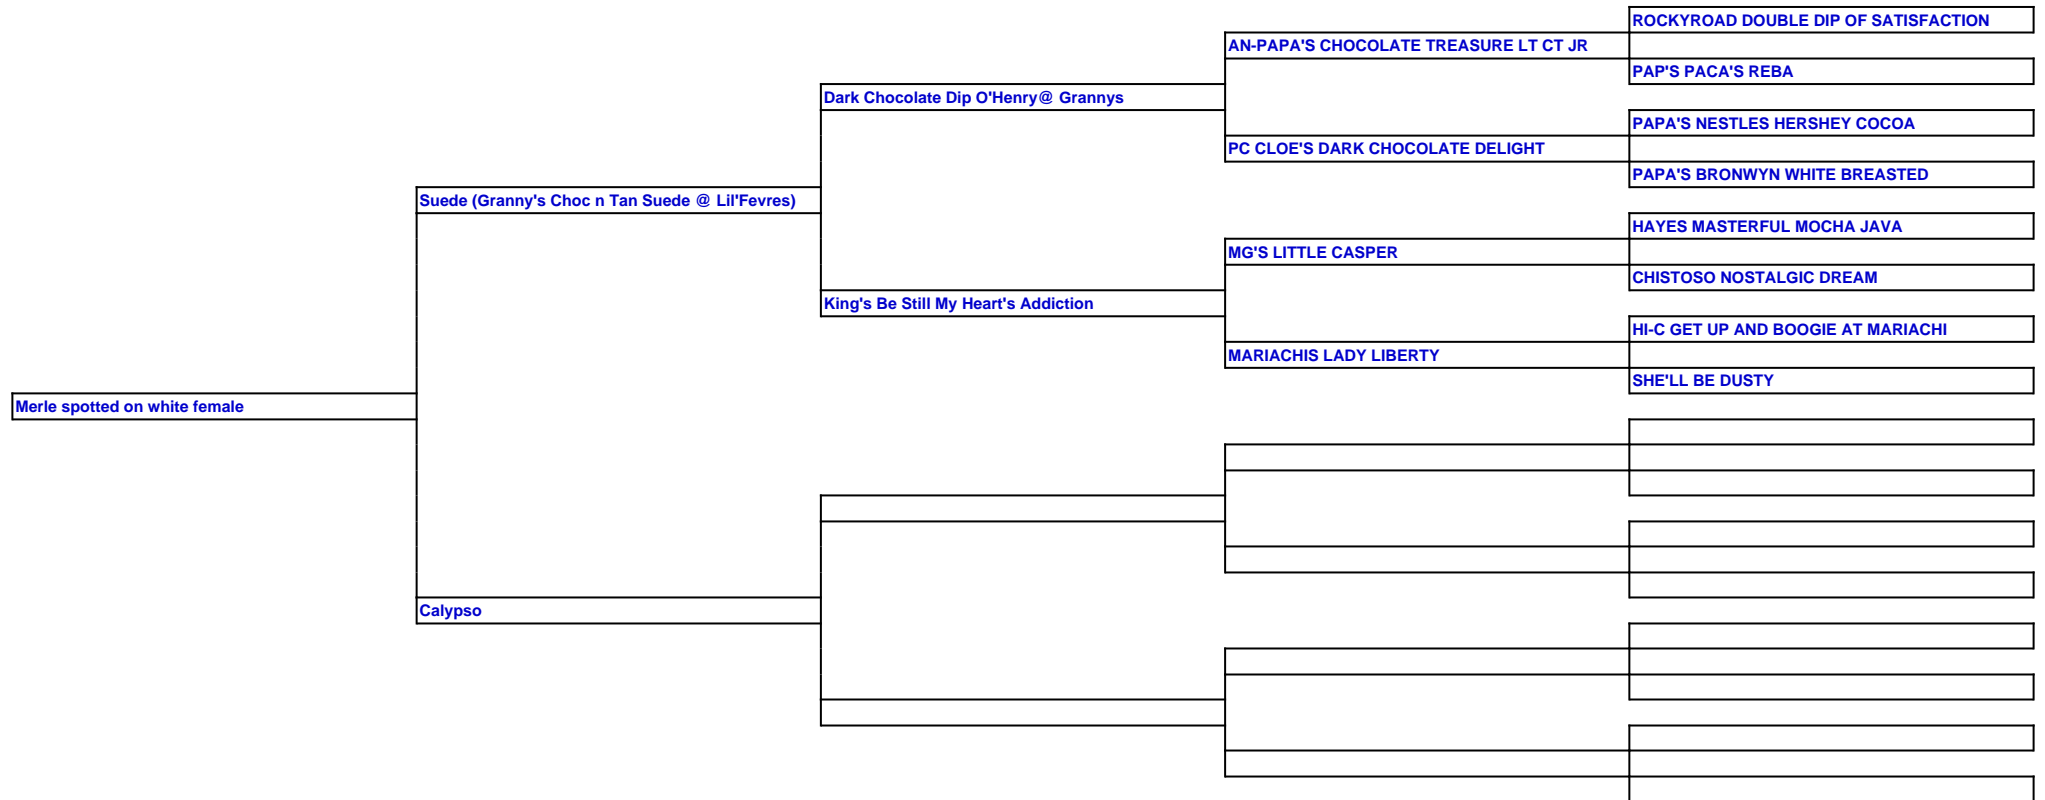 ROCKYROAD DOUBLE DIP OF SATISFACTION
AN-PAPA'S CHOCOLATE TREASURE LT CT JR
PAP'S PACA'S REBA
Dark Chocolate Dip O'Henry@ Grannys
PAPA'S NESTLES HERSHEY COCOA
PC CLOE'S DARK CHOCOLATE DELIGHT
PAPA'S BRONWYN WHITE BREASTED
Suede (Granny's Choc n Tan Suede @ Lil'Fevres)
HAYES MASTERFUL MOCHA JAVA
MG'S LITTLE CASPER
CHISTOSO NOSTALGIC DREAM
King's Be Still My Heart's Addiction
HI-C GET UP AND BOOGIE AT MARIACHI
MARIACHIS LADY LIBERTY
SHE'LL BE DUSTY
Merle spotted on white female
Calypso